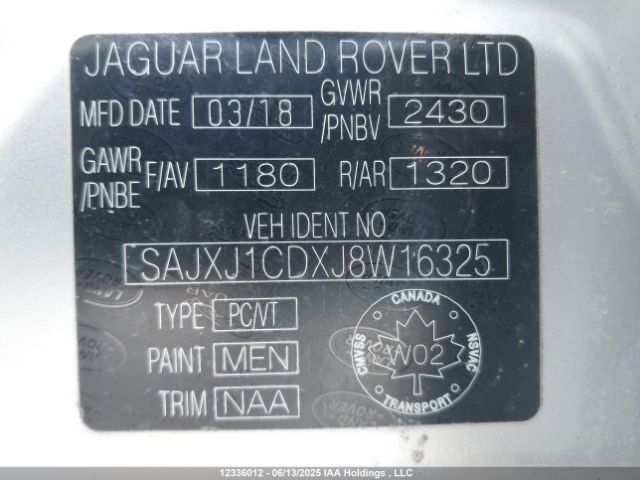 JAGUAR LAND ROVER LTD
MFD DATE 03/18 GVWR/PNBV 2430
GAWR/PNBE F/AV 1180 R/AR 1320
VEH IDENT NO.
SAJXJ1CDXJ8W16325
TYPE PC/VT
PAINT MEN
TRIM NAA
CANADA
CMVSS W02 NSVAC
TRANSPORT
12336012 - 06/13/2025 IAA Holdings , LLC